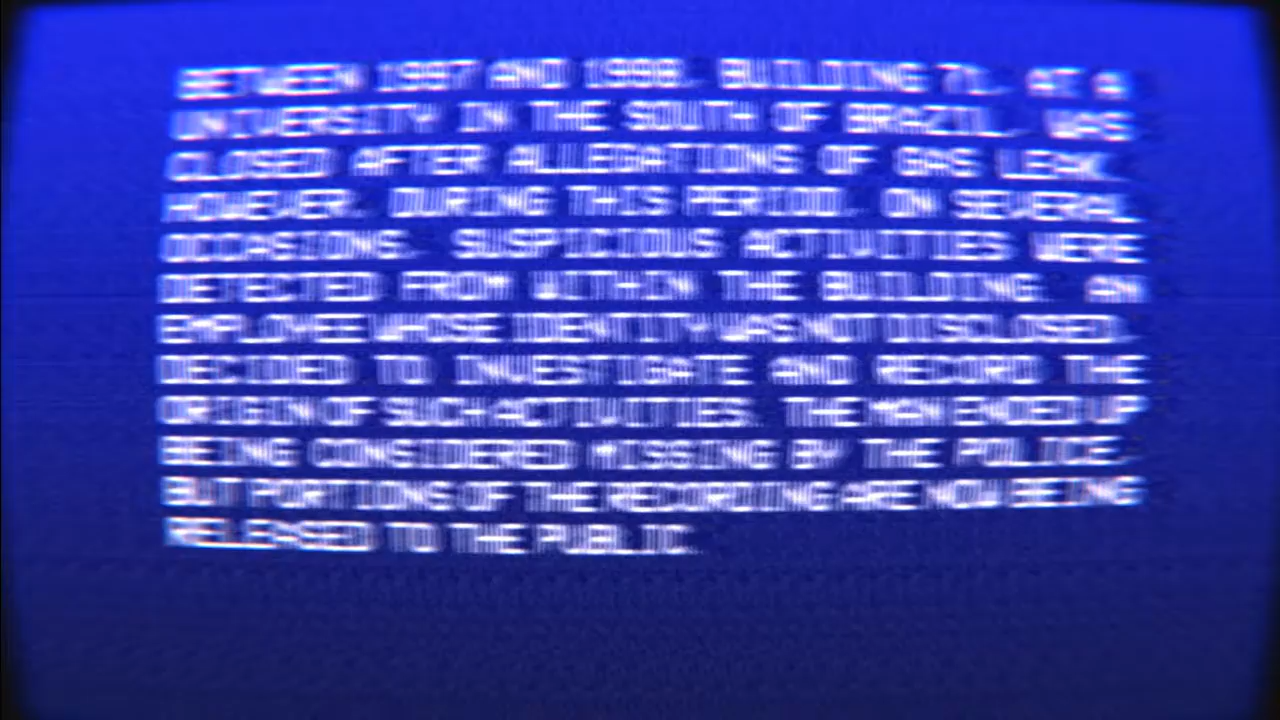 BETWEEN 1997 AND 1998, BUILDING 71, AT A
UNIVERSITY IN THE SOUTH OF BRAZIL, WAS
CLOSED AFTER ALLEGATIONS OF GAS LEAK.
HOWEVER, DURING THIS PERIOD, ON SEVERAL
OCCASIONS, SUSPICIOUS ACTIVITIES WERE
DETECTED FROM WITHIN THE BUILDING. AN
EMPLOYEE WHOSE IDENTITY WAS NOT DISCLOSED,
DECIDED TO INVESTIGATE AND RECORD THE
ORIGIN OF SUCH ACTIVITIES. THE MAN ENDED UP
BEING CONSIDERED MISSING BY THE POLICE,
BUT PORTIONS OF THE RECORDING ARE NOW BEING
RELEASED TO THE PUBLIC.